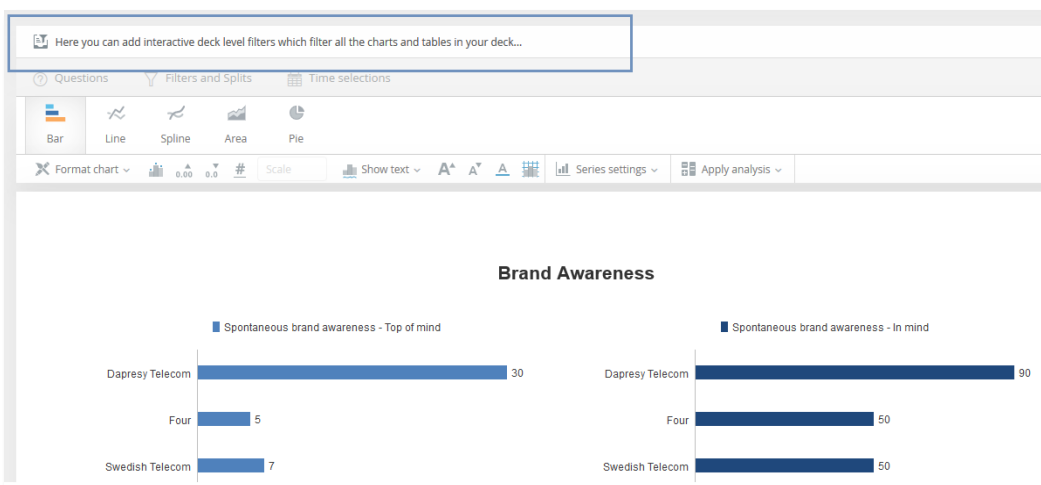 Here you can add interactive deck level filters which filter all the charts and tables in your deck...
Questions Filters and Splits Time selections
Bar Line Spline Area Pie
Format chart 0.00 0.0 # Scale Show text A A A Series settings Apply analysis
Brand Awareness
Spontaneous brand awareness - Top of mind Spontaneous brand awareness - In mind
Dapresy Telecom 30 Dapresy Telecom 90
Four 5 Four 50
Swedish Telecom 7 Swedish Telecom 50